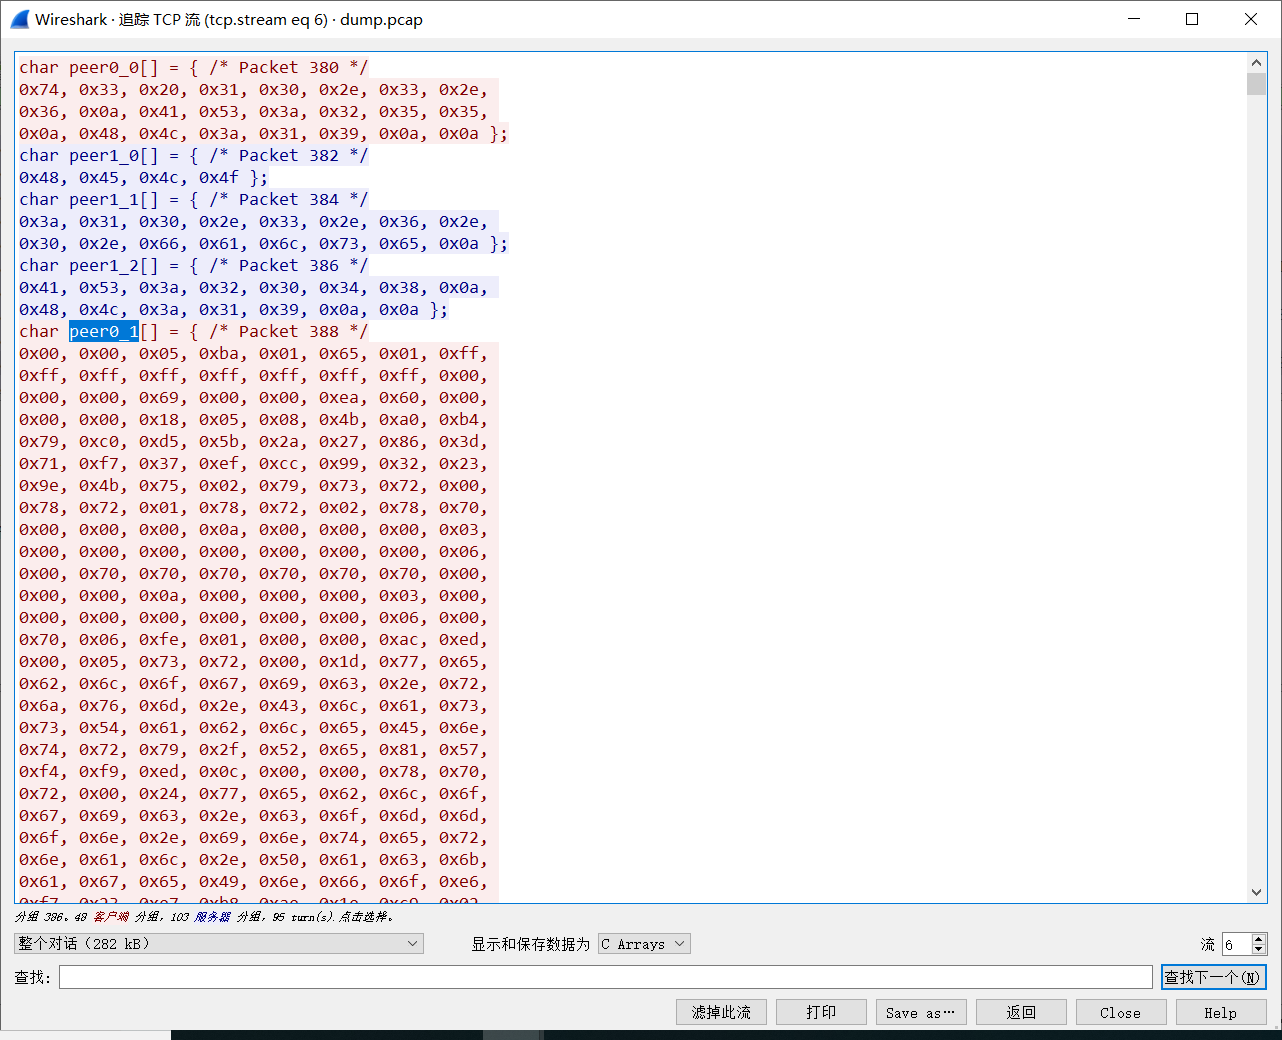 Wireshark · 追踪 TCP 流 (tcp.stream eq 6) · dump.pcap
char peer0_0[] = { /* Packet 380 */
0x74, 0x33, 0x20, 0x31, 0x30, 0x2e, 0x33, 0x2e,
0x36, 0x0a, 0x41, 0x53, 0x3a, 0x32, 0x35, 0x35,
0x0a, 0x48, 0x4c, 0x3a, 0x31, 0x39, 0x0a, 0x0a };
char peer1_0[] = { /* Packet 382 */
0x48, 0x45, 0x4c, 0x4f };
char peer1_1[] = { /* Packet 384 */
0x3a, 0x31, 0x30, 0x2e, 0x33, 0x2e, 0x36, 0x2e,
0x30, 0x2e, 0x66, 0x61, 0x6c, 0x73, 0x65, 0x0a };
char peer1_2[] = { /* Packet 386 */
0x41, 0x53, 0x3a, 0x32, 0x30, 0x34, 0x38, 0x0a,
0x48, 0x4c, 0x3a, 0x31, 0x39, 0x0a, 0x0a };
char peer0_1[] = { /* Packet 388 */
0x00, 0x00, 0x05, 0xba, 0x01, 0x65, 0x01, 0xff,
0xff, 0xff, 0xff, 0xff, 0xff, 0xff, 0xff, 0x00,
0x00, 0x00, 0x69, 0x00, 0x00, 0xea, 0x60, 0x00,
0x00, 0x00, 0x18, 0x05, 0x08, 0x4b, 0xa0, 0xb4,
0x79, 0xc0, 0xd5, 0x5b, 0x2a, 0x27, 0x86, 0x3d,
0x71, 0xf7, 0x37, 0xef, 0xcc, 0x99, 0x32, 0x23,
0x9e, 0x4b, 0x75, 0x02, 0x79, 0x73, 0x72, 0x00,
0x78, 0x72, 0x01, 0x78, 0x72, 0x02, 0x78, 0x70,
0x00, 0x00, 0x00, 0x0a, 0x00, 0x00, 0x00, 0x03,
0x00, 0x00, 0x00, 0x00, 0x00, 0x00, 0x00, 0x06,
0x00, 0x70, 0x70, 0x70, 0x70, 0x70, 0x70, 0x00,
0x00, 0x00, 0x0a, 0x00, 0x00, 0x00, 0x03, 0x00,
0x00, 0x00, 0x00, 0x00, 0x00, 0x00, 0x06, 0x00,
0x70, 0x06, 0xfe, 0x01, 0x00, 0x00, 0xac, 0xed,
0x00, 0x05, 0x73, 0x72, 0x00, 0x1d, 0x77, 0x65,
0x62, 0x6c, 0x6f, 0x67, 0x69, 0x63, 0x2e, 0x72,
0x6a, 0x76, 0x6d, 0x2e, 0x43, 0x6c, 0x61, 0x73,
0x73, 0x54, 0x61, 0x62, 0x6c, 0x65, 0x45, 0x6e,
0x74, 0x72, 0x79, 0x2f, 0x52, 0x65, 0x81, 0x57,
0xf4, 0xf9, 0xed, 0x0c, 0x00, 0x00, 0x78, 0x70,
0x72, 0x00, 0x24, 0x77, 0x65, 0x62, 0x6c, 0x6f,
0x67, 0x69, 0x63, 0x2e, 0x63, 0x6f, 0x6d, 0x6d,
0x6f, 0x6e, 0x2e, 0x69, 0x6e, 0x74, 0x65, 0x72,
0x6e, 0x61, 0x6c, 0x2e, 0x50, 0x61, 0x63, 0x6b,
0x61, 0x67, 0x65, 0x49, 0x6e, 0x66, 0x6f, 0xe6,
0xf7, 0x23, 0xe7, 0xb8, 0xae, 0x1e, 0xc9, 0x02,
分组 386。48 客户端 分组, 103 服务器 分组, 95 turn(s).点击选择。
整个对话 (282 kB) 显示和保存数据为 C Arrays 流 6
查找: 查找下一个(N)
滤掉此流 打印 Save as… 返回 Close Help